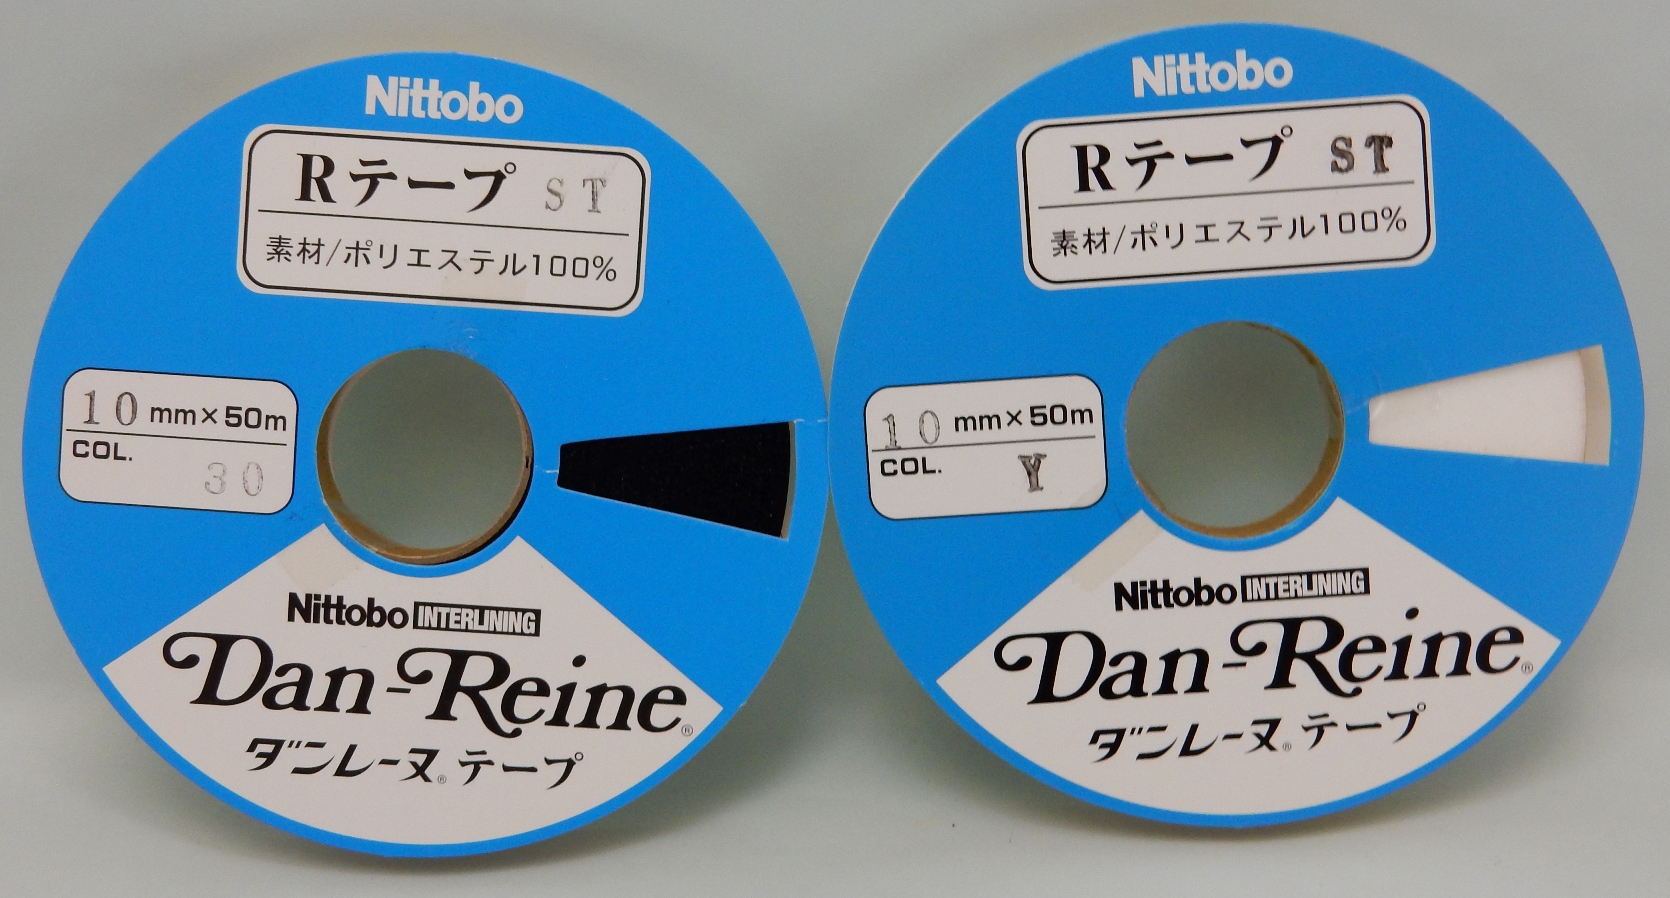 Nittobo
Rテープ ST
素材/ポリエステル100%
10 mm×50m
COL.
30
Nittobo INTERLINING
Dan-Reine®
ダンレーヌ®テープ
Nittobo
Rテープ ST
素材/ポリエステル100%
10 mm×50m
COL.
Y
Nittobo INTERLINING
Dan-Reine®
ダンレーヌ®テープ